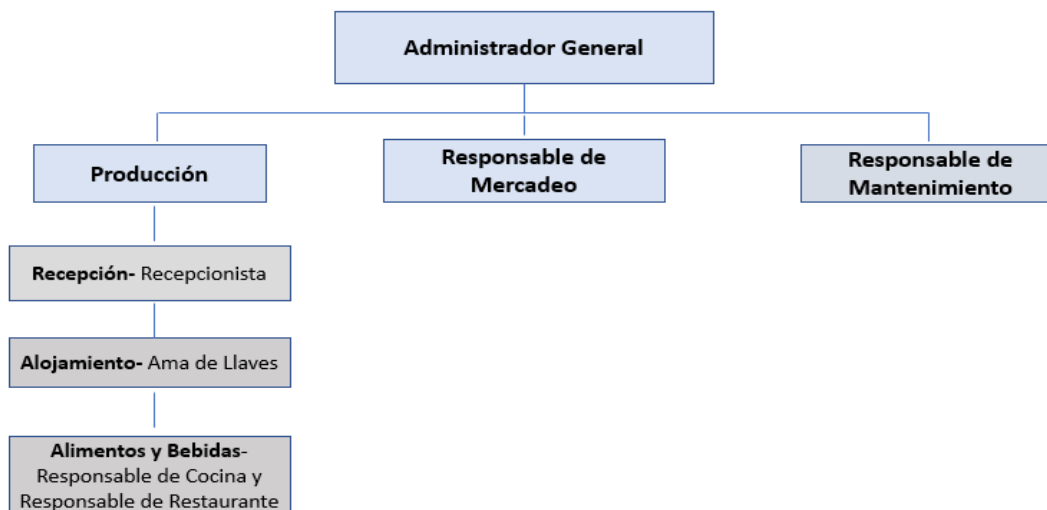 Administrador General
Producción
Responsable de
Mercadeo
Responsable de
Mantenimiento
Recepción- Recepcionista
Alojamiento- Ama de Llaves
Alimentos y Bebidas-
Responsable de Cocina y
Responsable de Restaurante